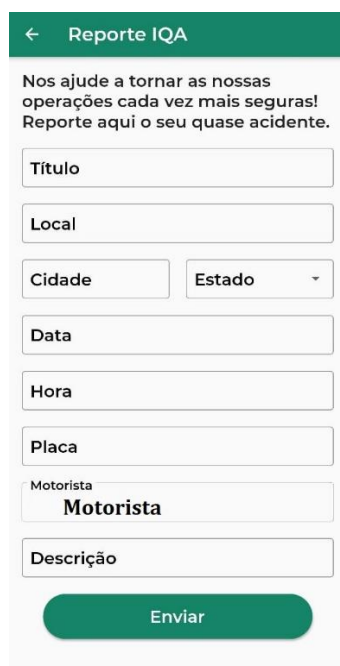 Reporte IQA
Nos ajude a tornar as nossas
operações cada vez mais seguras!
Reporte aqui o seu quase acidente.
Título
Local
Cidade Estado
Data
Hora
Placa
Motorista
Motorista
Descrição
Enviar